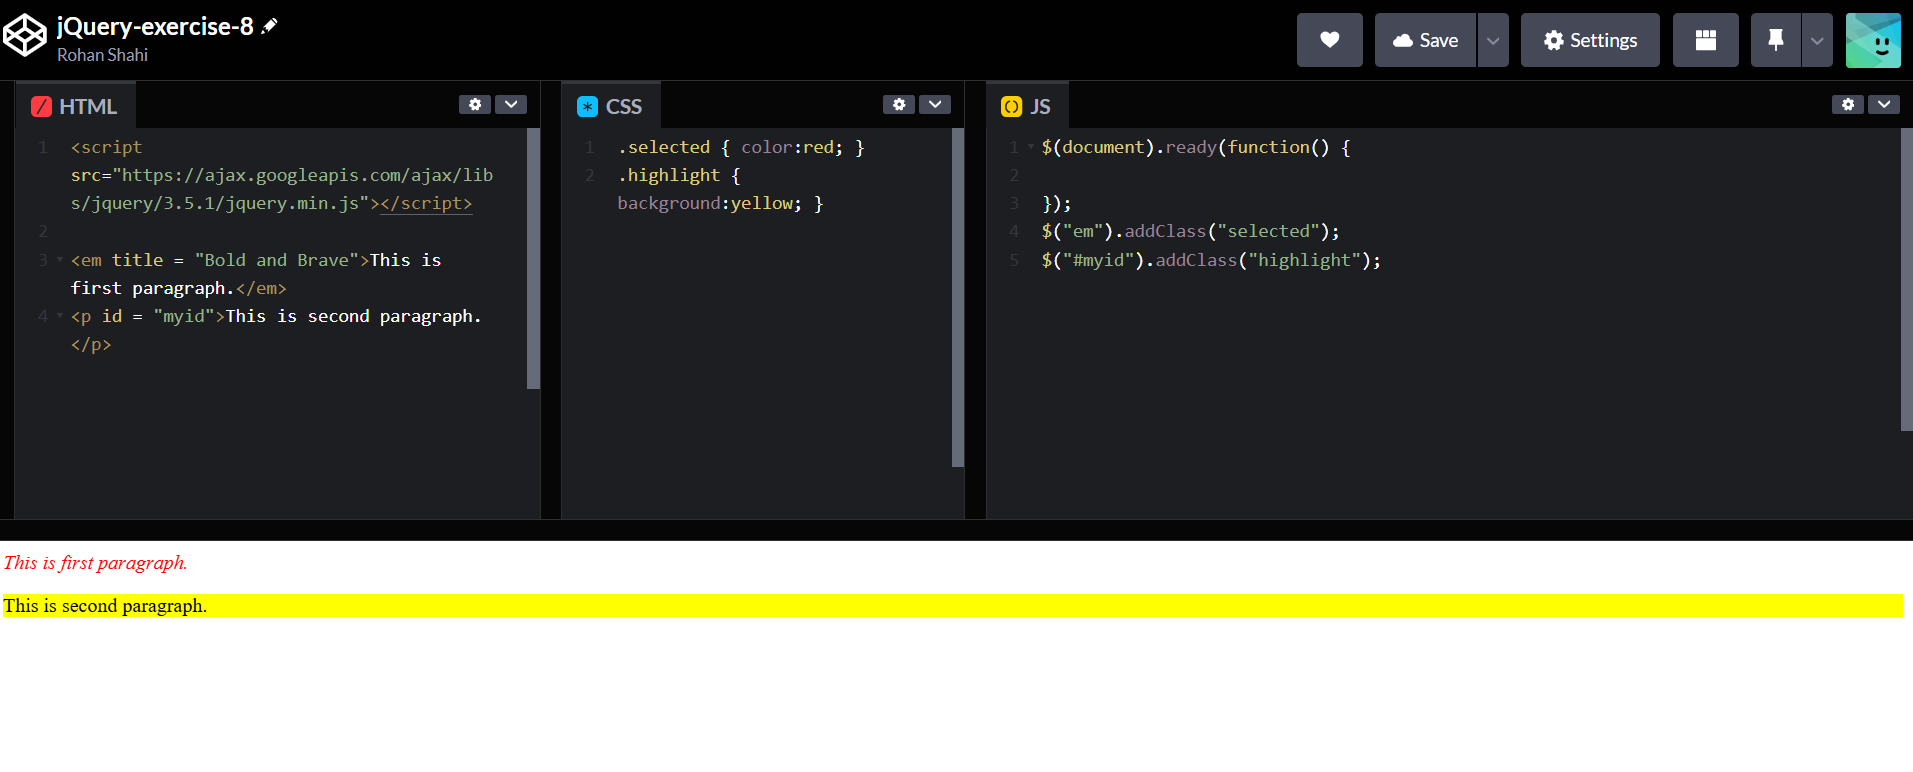 jQuery-exercise-8
Rohan Shahi
Save
Settings
HTML
1 <script
src="https://ajax.googleapis.com/ajax/lib
s/jquery/3.5.1/jquery.min.js"></script>
2
3 <em title = "Bold and Brave">This is
first paragraph.</em>
4 <p id = "myid">This is second paragraph.
</p>
CSS
1 .selected { color:red; }
2 .highlight {
background:yellow; }
JS
1 $(document).ready(function() {
2
3 });
4 $("em").addClass("selected");
5 $("#myid").addClass("highlight");
This is first paragraph.
This is second paragraph.